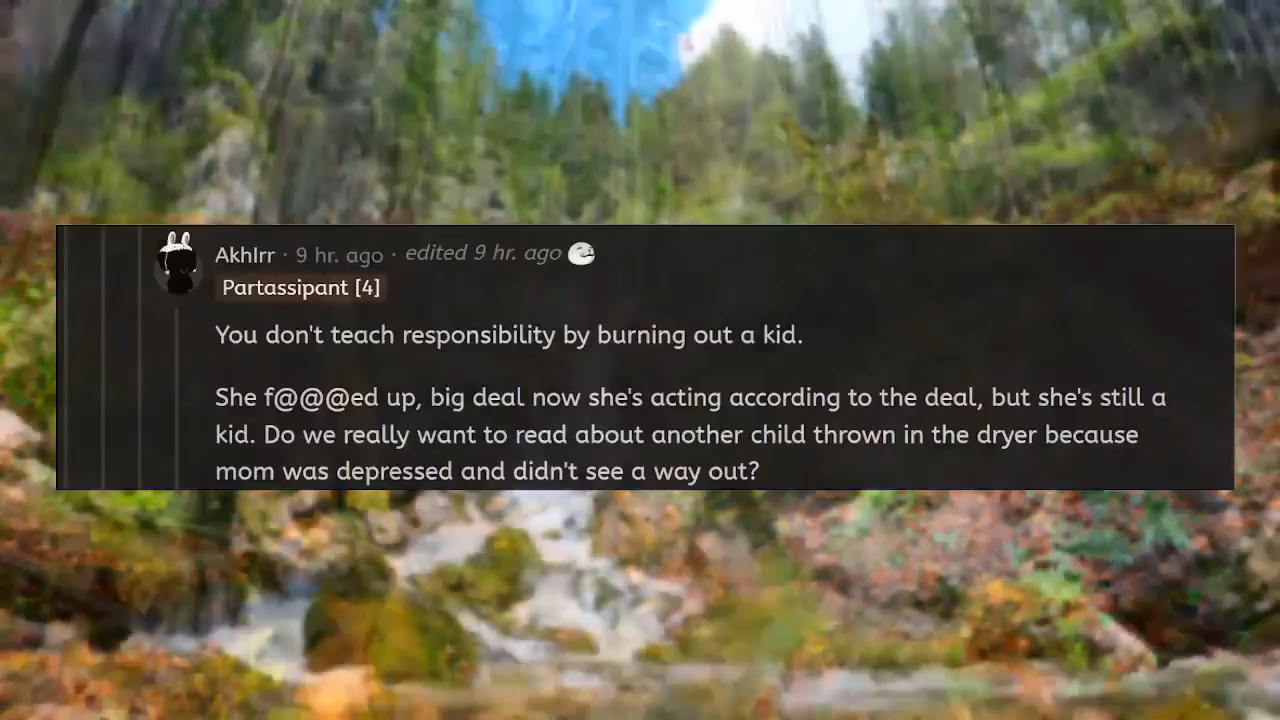 Akhlrr · 9 hr. ago · edited 9 hr. ago
Partassipant [4]
You don't teach responsibility by burning out a kid.
She f@@@ed up, big deal now she's acting according to the deal, but she's still a
kid. Do we really want to read about another child thrown in the dryer because
mom was depressed and didn't see a way out?